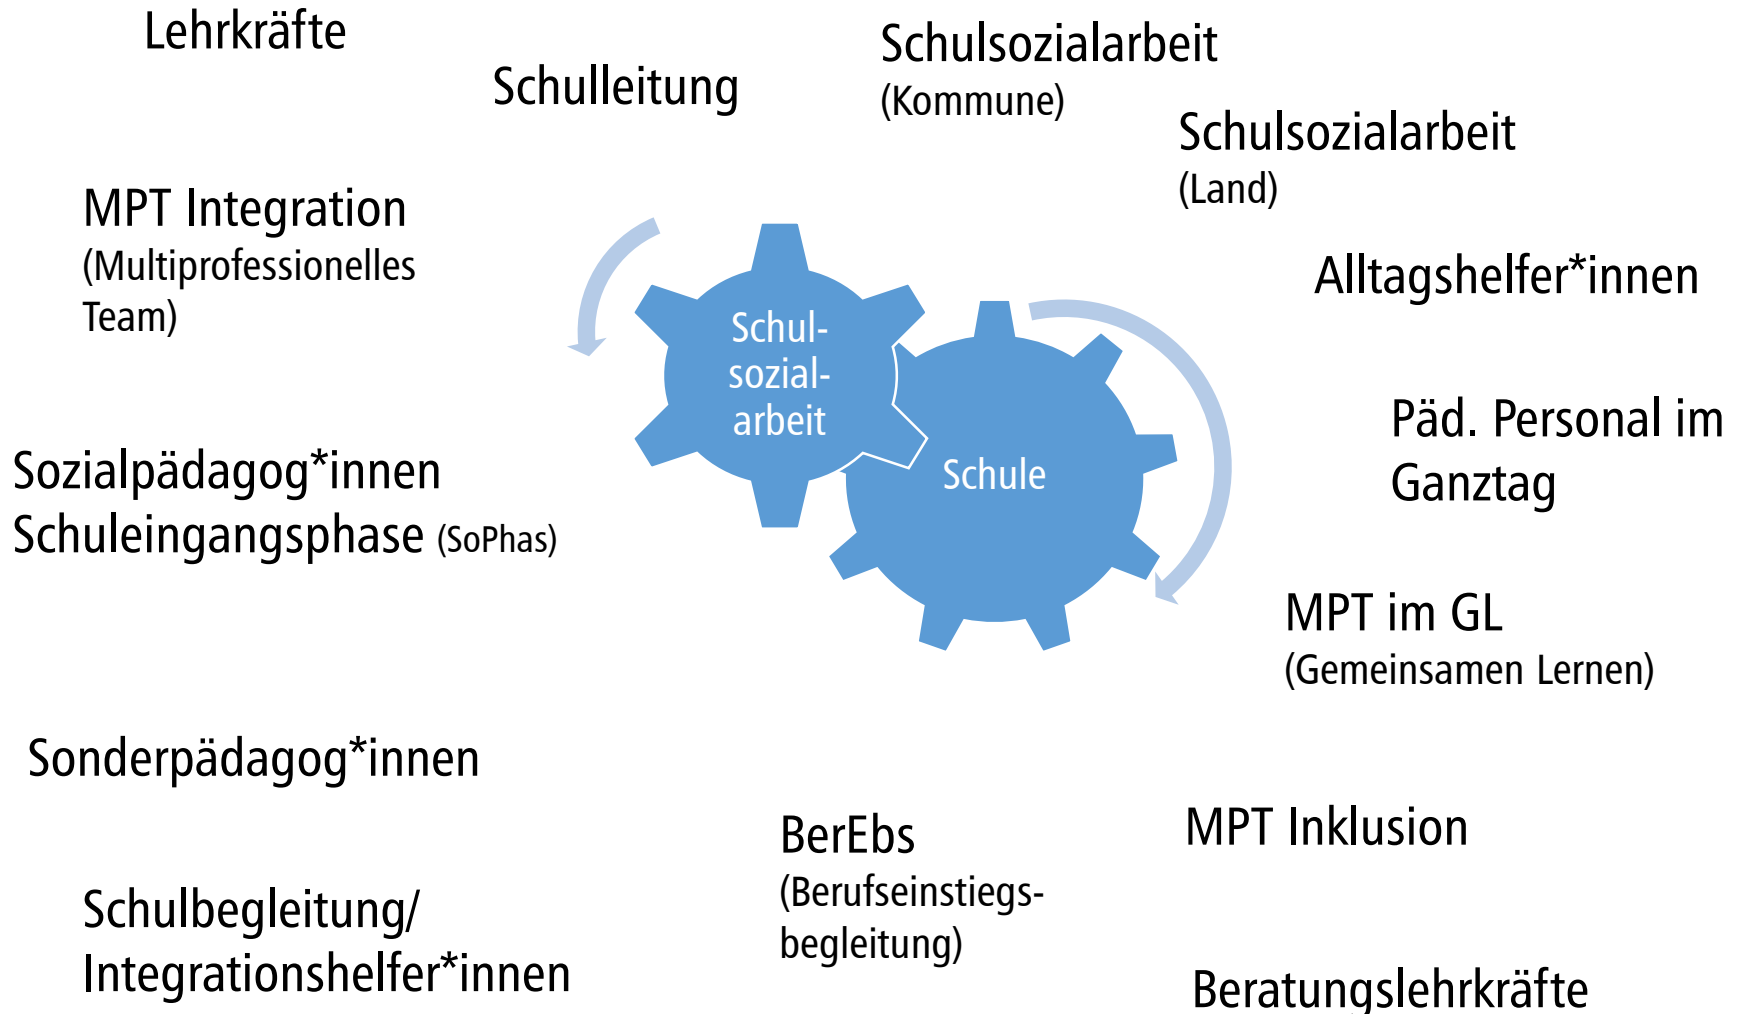 Lehrkräfte
Schulleitung
Schulsozialarbeit
(Kommune)
Schulsozialarbeit
(Land)
MPT Integration
(Multiprofessionelles
Team)
Alltagshelfer*innen
Schul-
sozial-
arbeit
Schule
Päd. Personal im
Ganztag
Sozialpädagog*innen
Schuleingangsphase (SoPhas)
MPT im GL
(Gemeinsamen Lernen)
Sonderpädagog*innen
BerEbs
(Berufseinstiegs-
begleitung)
MPT Inklusion
Schulbegleitung/
Integrationshelfer*innen
Beratungslehrkräfte